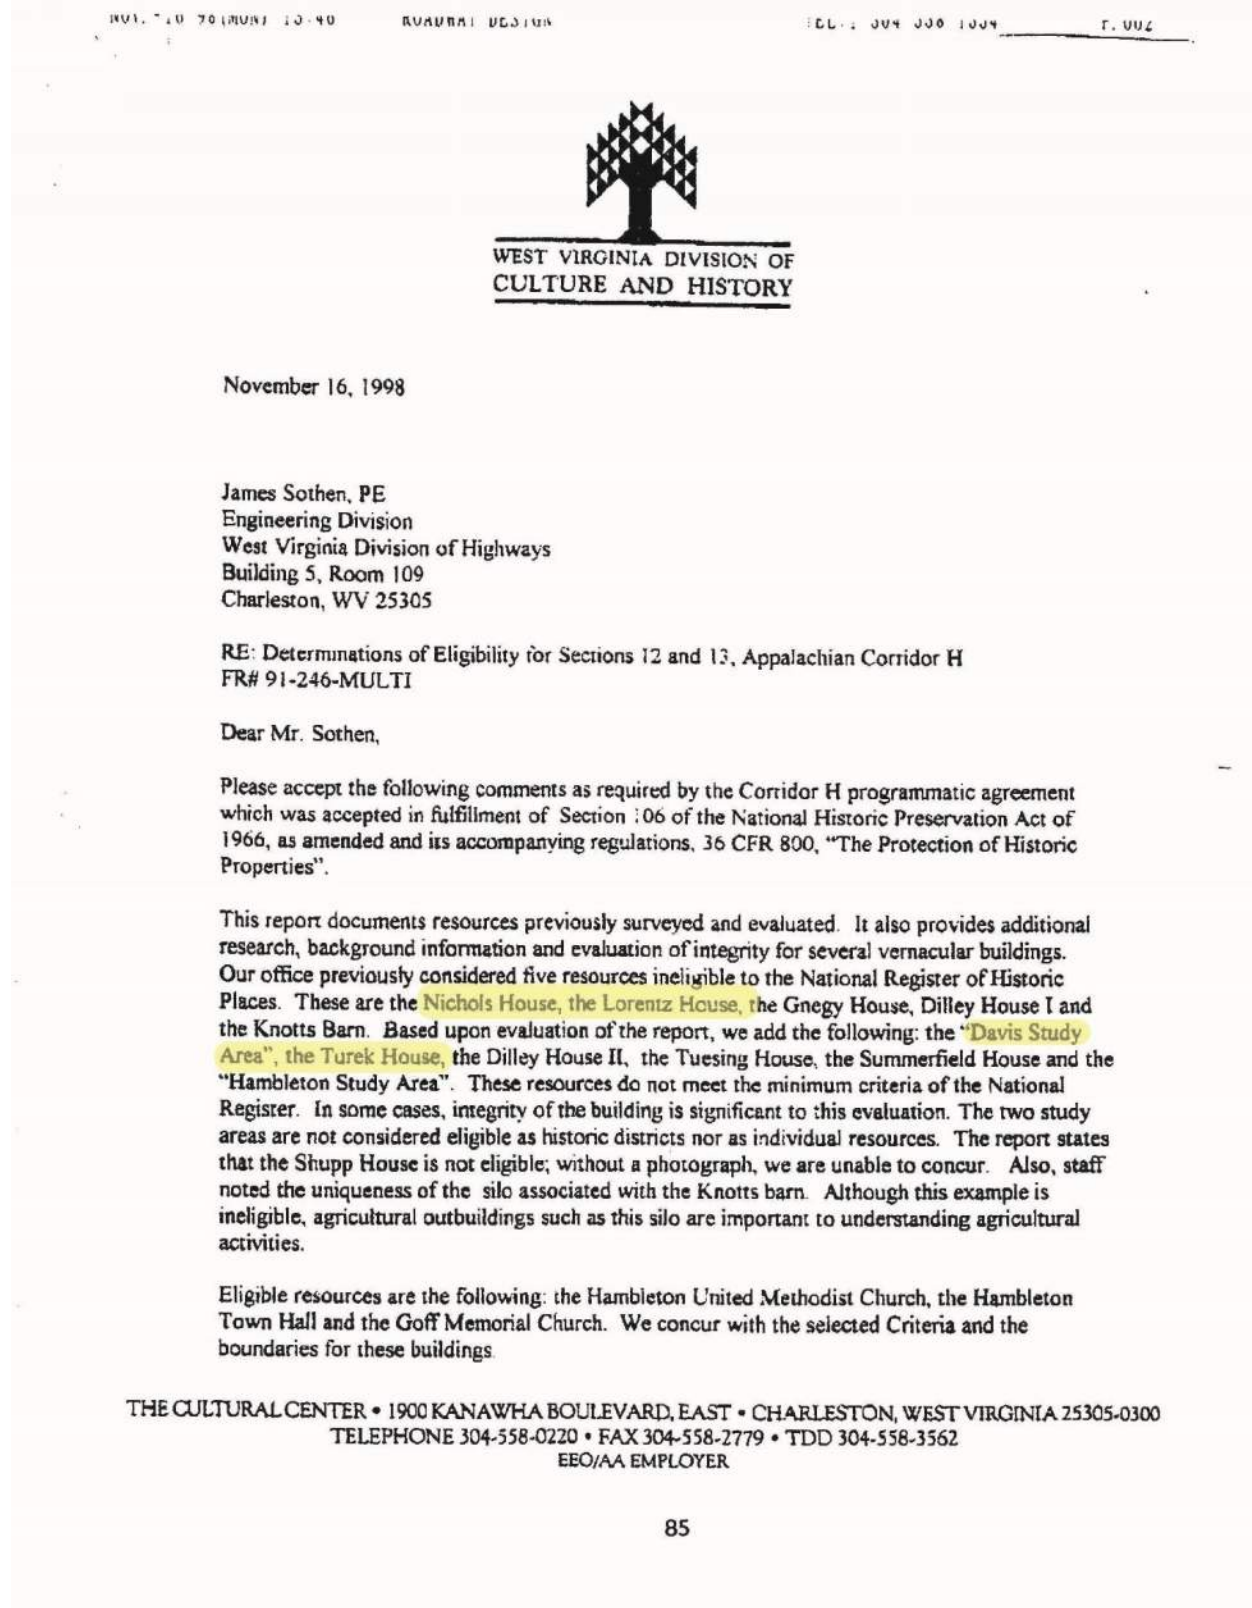 ROADWAY DESIGN
P.002
WEST VIRGINIA DIVISION OF
CULTURE AND HISTORY
November 16, 1998
James Sothen, PE
Engineering Division
West Virginia Division of Highways
Building 5, Room 109
Charleston, WV 25305
RE: Determinations of Eligibility for Sections 12 and 13, Appalachian Corridor H
FR# 91-246-MULTI
Dear Mr. Sothen,
Please accept the following comments as required by the Corridor H programmatic agreement
which was accepted in fulfillment of Section 106 of the National Historic Preservation Act of
1966, as amended and its accompanying regulations, 36 CFR 800, “The Protection of Historic
Properties”.
This report documents resources previously surveyed and evaluated. It also provides additional
research, background information and evaluation of integrity for several vernacular buildings.
Our office previously considered five resources ineligible to the National Register of Historic
Places. These are the Nichols House, the Lorentz House, the Gnegy House, Dilley House I and
the Knotts Barn. Based upon evaluation of the report, we add the following: the “Davis Study
Area”, the Turek House, the Dilley House II, the Tuesing House, the Summerfield House and the
“Hambleton Study Area”. These resources do not meet the minimum criteria of the National
Register. In some cases, integrity of the building is significant to this evaluation. The two study
areas are not considered eligible as historic districts nor as individual resources. The report states
that the Shupp House is not eligible; without a photograph, we are unable to concur. Also, staff
noted the uniqueness of the silo associated with the Knotts barn. Although this example is
ineligible, agricultural outbuildings such as this silo are important to understanding agricultural
activities.
Eligible resources are the following: the Hambleton United Methodist Church, the Hambleton
Town Hall and the Goff Memorial Church. We concur with the selected Criteria and the
boundaries for these buildings.
THE CULTURAL CENTER • 1900 KANAWHA BOULEVARD, EAST • CHARLESTON, WEST VIRGINIA 25305-0300
TELEPHONE 304-558-0220 • FAX 304-558-2779 • TDD 304-558-3562
EEO/AA EMPLOYER
85